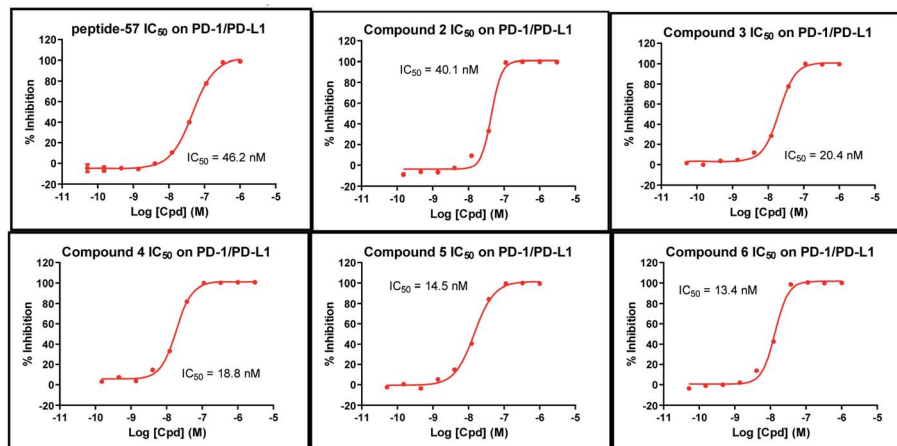 peptide-57 IC50 on PD-1/PD-L1
% Inhibition
120
100
80
60
40
20
0
-20
IC50 = 46.2 nM
-11 -10 -9 -8 -7 -6 -5
Log [Cpd] (M)
Compound 2 IC50 on PD-1/PD-L1
% Inhibition
120
100
80
60
40
20
0
-20
IC50 = 40.1 nM
-11 -10 -9 -8 -7 -6 -5
Log [Cpd] (M)
Compound 3 IC50 on PD-1/PD-L1
% Inhibition
120
100
80
60
40
20
0
-20
IC50 = 20.4 nM
-11 -10 -9 -8 -7 -6 -5
Log [Cpd] (M)
Compound 4 IC50 on PD-1/PD-L1
% Inhibition
120
100
80
60
40
20
0
-20
IC50 = 18.8 nM
-11 -10 -9 -8 -7 -6 -5
Log [Cpd] (M)
Compound 5 IC50 on PD-1/PD-L1
% Inhibition
120
100
80
60
40
20
0
-20
IC50 = 14.5 nM
-11 -10 -9 -8 -7 -6 -5
Log [Cpd] (M)
Compound 6 IC50 on PD-1/PD-L1
% Inhibition
120
100
80
60
40
20
0
-20
IC50 = 13.4 nM
-11 -10 -9 -8 -7 -6 -5
Log [Cpd] (M)